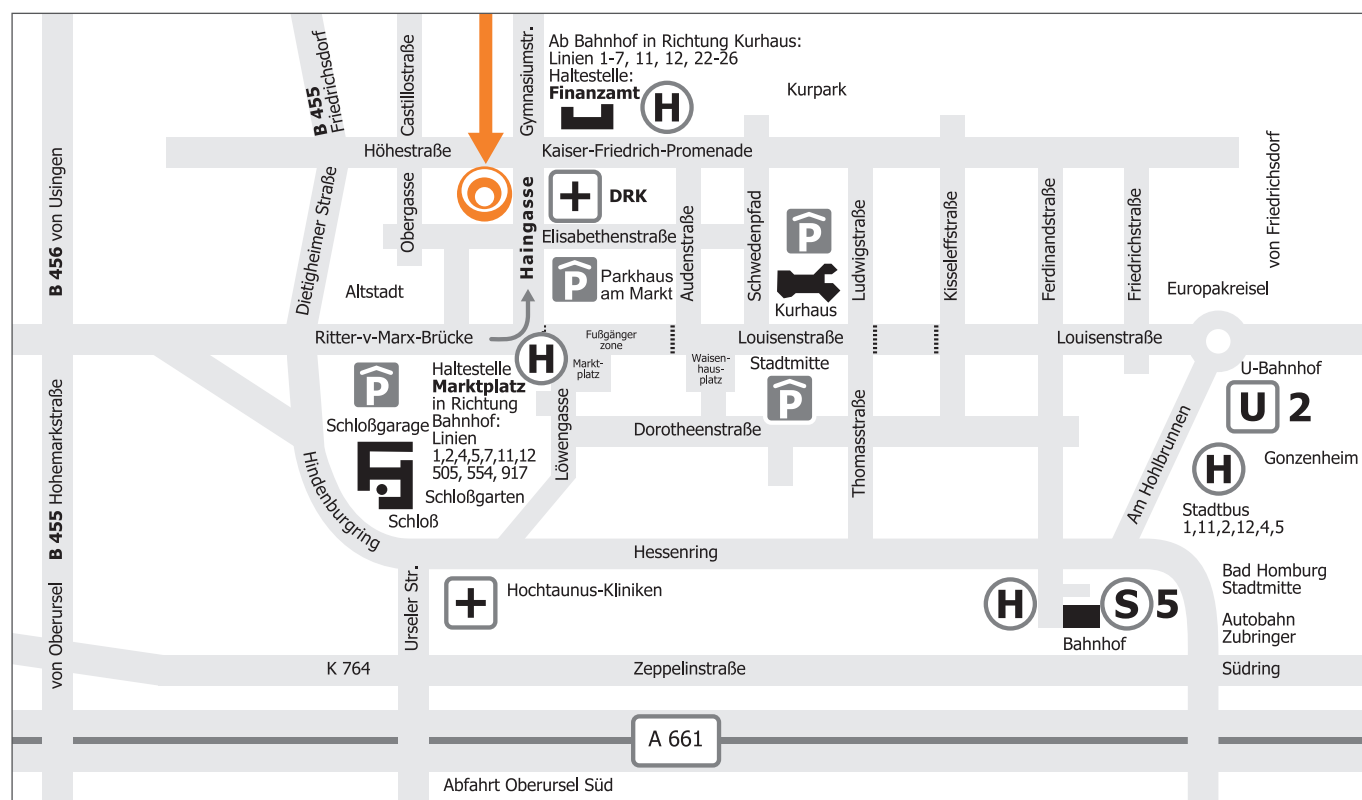 B 455
Friedrichsdorf
Castillostraße
Gymnasiumstr.
Ab Bahnhof in Richtung Kurhaus:
Linien 1-7, 11, 12, 22-26
Haltestelle:
Finanzamt
H
Kurpark
B 456 von Usingen
Höhestraße
Kaiser-Friedrich-Promenade
von Friedrichsdorf
Dietigheimer Straße
Obergasse
Haingasse
DRK
Elisabethenstraße
Audenstraße
Schwedenpfad
P
Kurhaus
Ludwigstraße
Kisseleffstraße
Ferdinandstraße
Friedrichstraße
Altstadt
P
Parkhaus
am Markt
Europakreisel
Ritter-v-Marx-Brücke
Fußgänger
zone
Louisenstraße
Louisenstraße
H
Markt-
platz
Waisen-
haus-
platz
Stadtmitte
P
U-Bahnhof
U 2
P
Schloßgarage
Haltestelle
Marktplatz
in Richtung
Bahnhof:
Linien
1,2,4,5,7,11,12
505, 554, 917
Schloßgarten
Schloß
Löwengasse
Dorotheenstraße
Thomasstraße
Am Hohlbrunnen
H
Gonzenheim
Stadtbus
1,11,2,12,4,5
B 455 Hohemarkstraße
Hindenburgring
Hessenring
von Oberursel
Urseler Str.
Hochtaunus-Kliniken
H
S 5
Bahnhof
Bad Homburg
Stadtmitte
Autobahn
Zubringer
K 764
Zeppelinstraße
Südring
A 661
Abfahrt Oberursel Süd